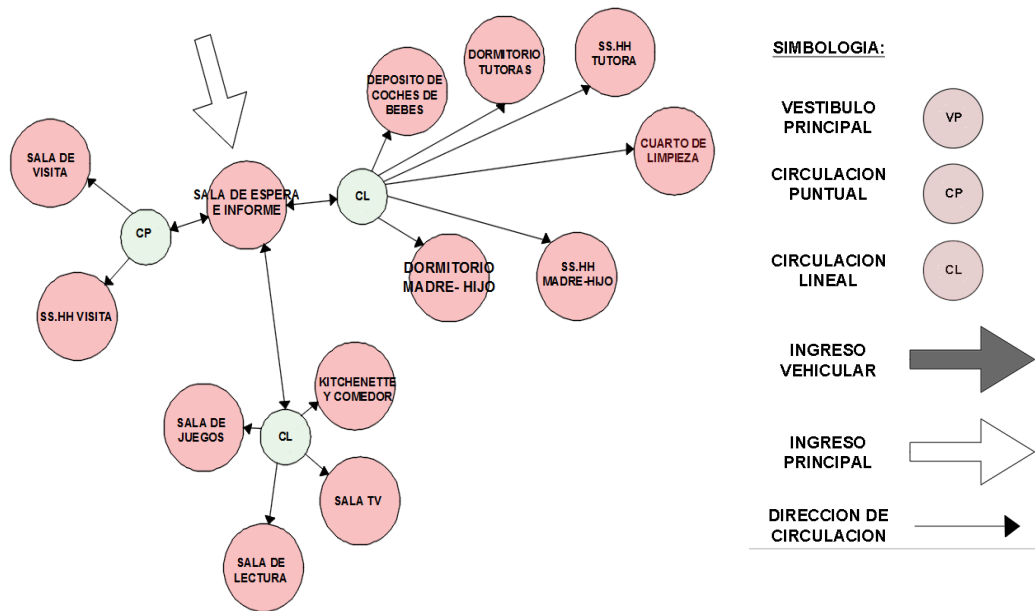 SALA DE
VISITA
CP
SS.HH VISITA
SALA DE ESPERA
E INFORME
CL
DEPOSITO DE
COCHES DE
BEBES
DORMITORIO
TUTORAS
SS.HH
TUTORA
CUARTO DE
LIMPIEZA
DORMITORIO
MADRE- HIJO
SS.HH
MADRE-HIJO
KITCHENETTE
Y COMEDOR
SALA DE
JUEGOS
CL
SALA TV
SALA DE
LECTURA
SIMBOLOGIA:
VESTIBULO
PRINCIPAL
VP
CIRCULACION
PUNTUAL
CP
CIRCULACION
LINEAL
CL
INGRESO
VEHICULAR
INGRESO
PRINCIPAL
DIRECCION DE
CIRCULACION